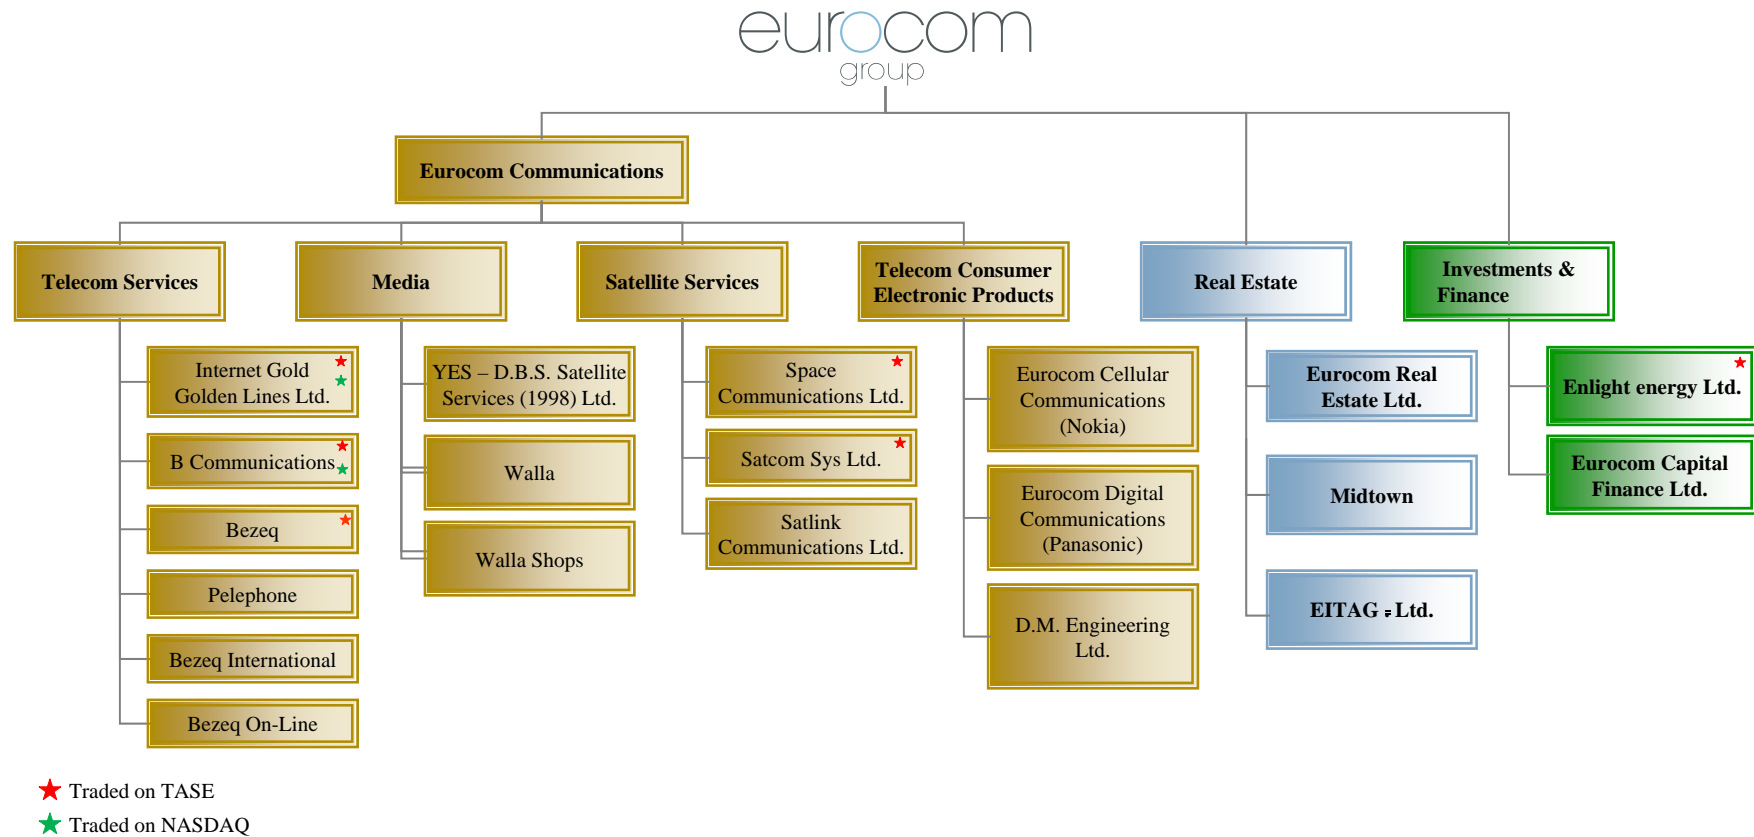 eurocom
group
Eurocom Communications
Telecom Services
Media
Satellite Services
Telecom Consumer
Electronic Products
Real Estate
Investments &
Finance
Internet Gold
Golden Lines Ltd.
B Communications
Bezeq
Pelephone
Bezeq International
Bezeq On-Line
YES – D.B.S. Satellite
Services (1998) Ltd.
Walla
Walla Shops
Space
Communications Ltd.
Satcom Sys Ltd.
Satlink
Communications Ltd.
Eurocom Cellular
Communications
(Nokia)
Eurocom Digital
Communications
(Panasonic)
D.M. Engineering
Ltd.
Eurocom Real
Estate Ltd.
Midtown
EITAG - Ltd.
Enlight energy Ltd.
Eurocom Capital
Finance Ltd.
Traded on TASE
Traded on NASDAQ